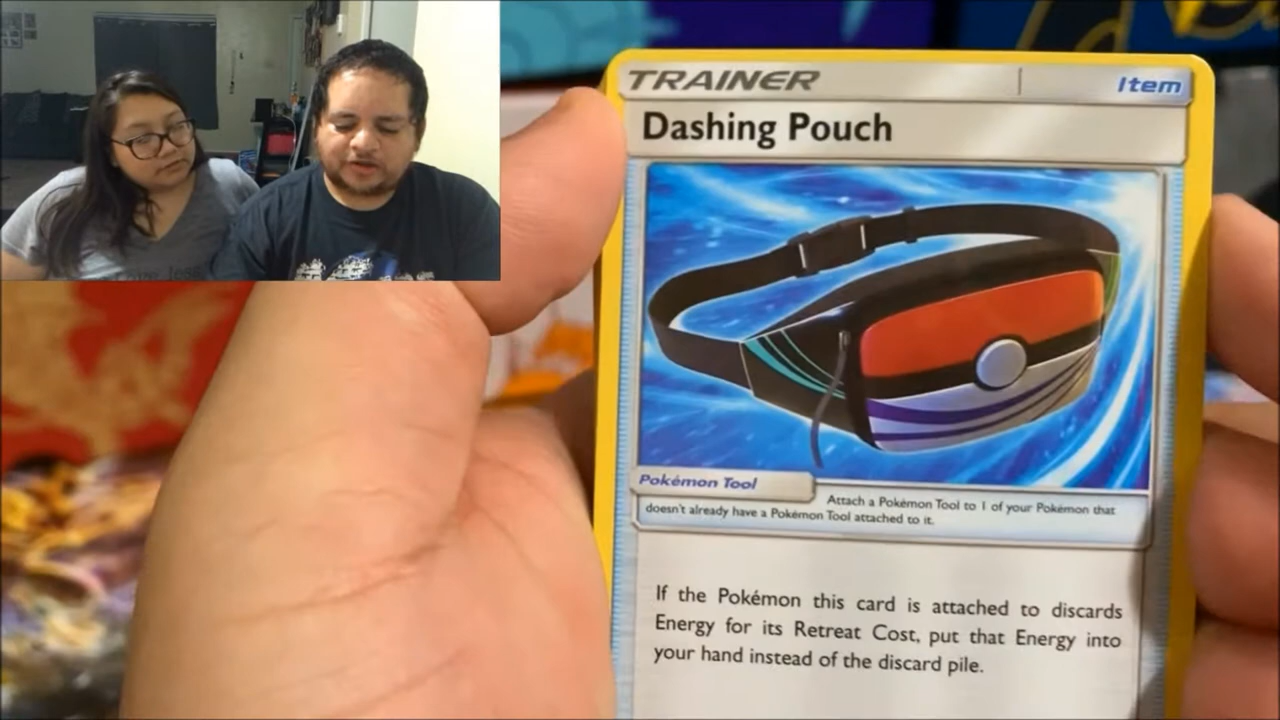 TRAINER
Item
Dashing Pouch
Pokémon Tool
Attach a Pokémon Tool to 1 of your Pokémon that
doesn't already have a Pokémon Tool attached to it.
If the Pokémon this card is attached to discards
Energy for its Retreat Cost, put that Energy into
your hand instead of the discard pile.